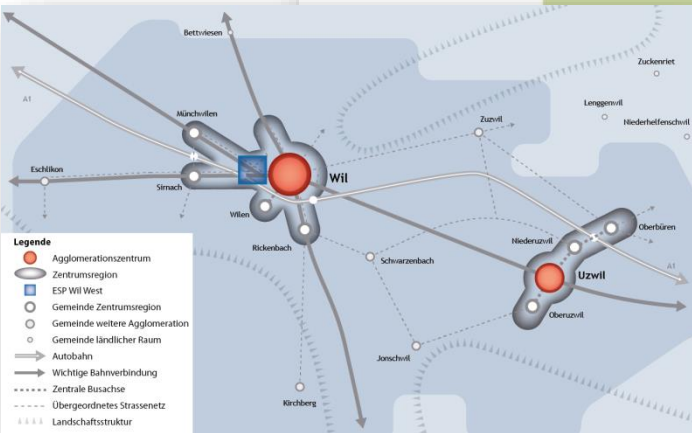 Bettwiesen
Zuckenriet
A1
Lenggenwil
Münchwilen
Zuzwil
Niederhelfenschwil
Eschlikon
Sirnach
Wil
Wilen
Oberbüren
Rickenbach
Niederuzwil
Schwarzenbach
A1
Uzwil
Oberuzwil
Jonschwil
Kirchberg
Legende
Agglomerationszentrum
Zentrumsregion
ESP Wil West
Gemeinde Zentrumsregion
Gemeinde weitere Agglomeration
Gemeinde ländlicher Raum
Autobahn
Wichtige Bahnverbindung
Zentrale Busachse
Übergeordnetes Strassenetz
Landschaftsstruktur